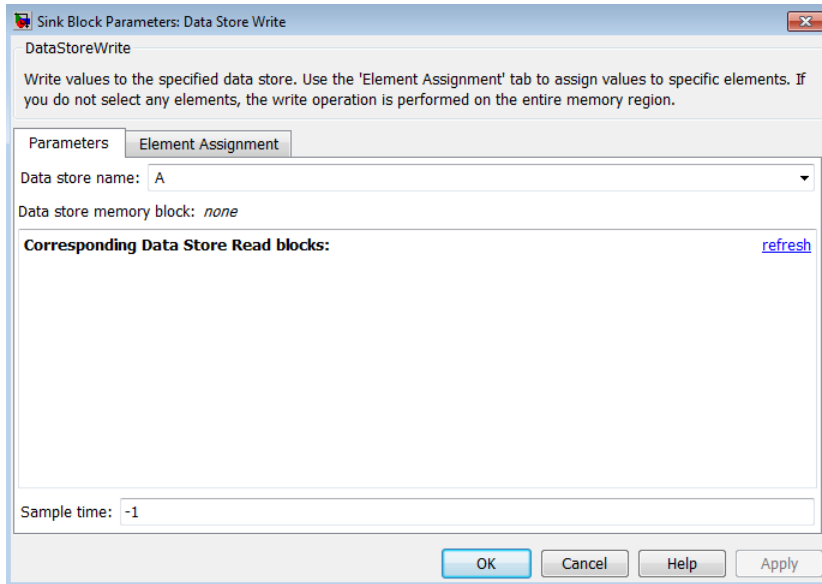 Sink Block Parameters: Data Store Write
DataStoreWrite
Write values to the specified data store. Use the 'Element Assignment' tab to assign values to specific elements. If
you do not select any elements, the write operation is performed on the entire memory region.
Parameters Element Assignment
Data store name: A
Data store memory block: none
Corresponding Data Store Read blocks: refresh
Sample time: -1
OK Cancel Help Apply